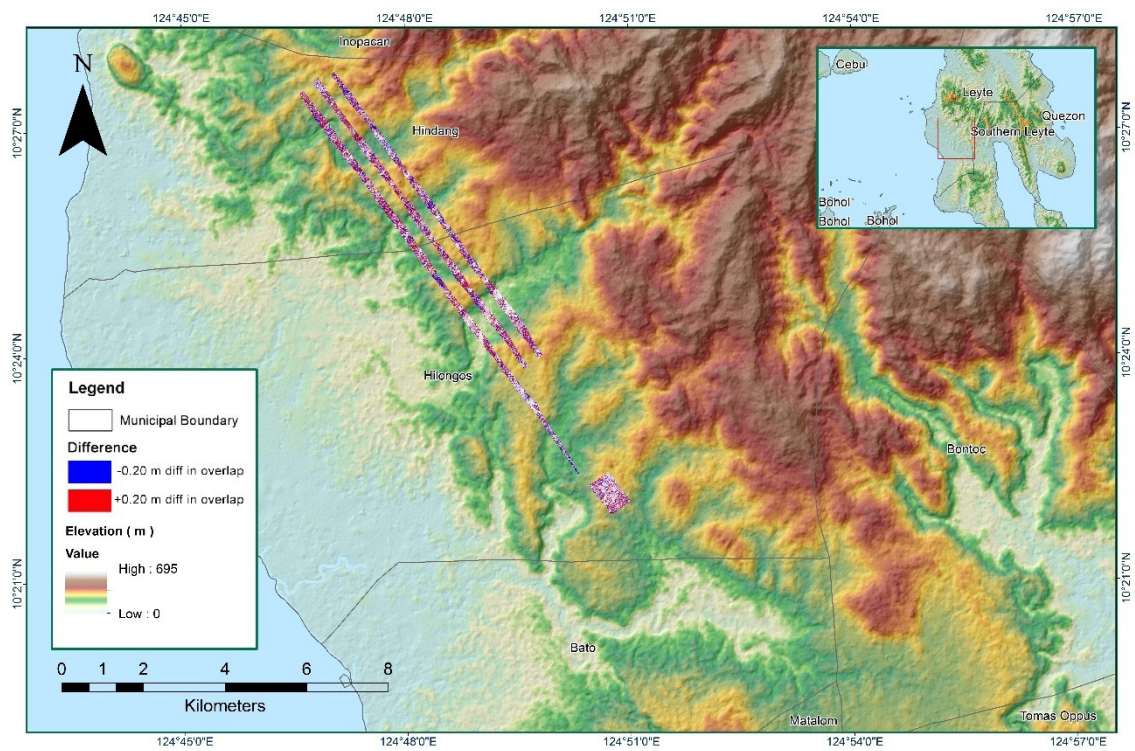 124°45'0"E 124°48'0"E 124°51'0"E 124°54'0"E 124°57'0"E
Inopacan
N
Cebu
Leyte
Quezon
Southern Leyte
Bohol
Bohol
Bohol
10°27'0"N
10°27'0"N
Hindang
10°24'0"N
10°24'0"N
Hilongos
Legend
Municipal Boundary
Difference
-0.20 m diff in overlap
+0.20 m diff in overlap
Elevation ( m )
Value
High : 695
Low : 0
Bontoc
10°21'0"N
10°21'0"N
Bato
0 1 2 4 6 8
Kilometers
Matalom
Tomas Oppus
124°45'0"E 124°48'0"E 124°51'0"E 124°54'0"E 124°57'0"E